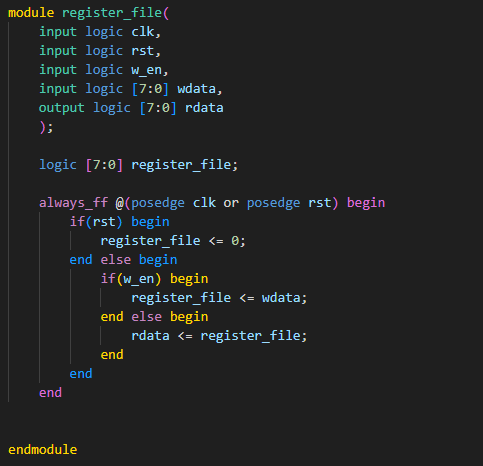 module register_file(
    input logic clk,
    input logic rst,
    input logic w_en,
    input logic [7:0] wdata,
    output logic [7:0] rdata
    );
    logic [7:0] register_file;
    always_ff @(posedge clk or posedge rst) begin
        if(rst) begin
            register_file <= 0;
        end else begin
            if(w_en) begin
                register_file <= wdata;
            end else begin
                rdata <= register_file;
            end
        end
    end
endmodule